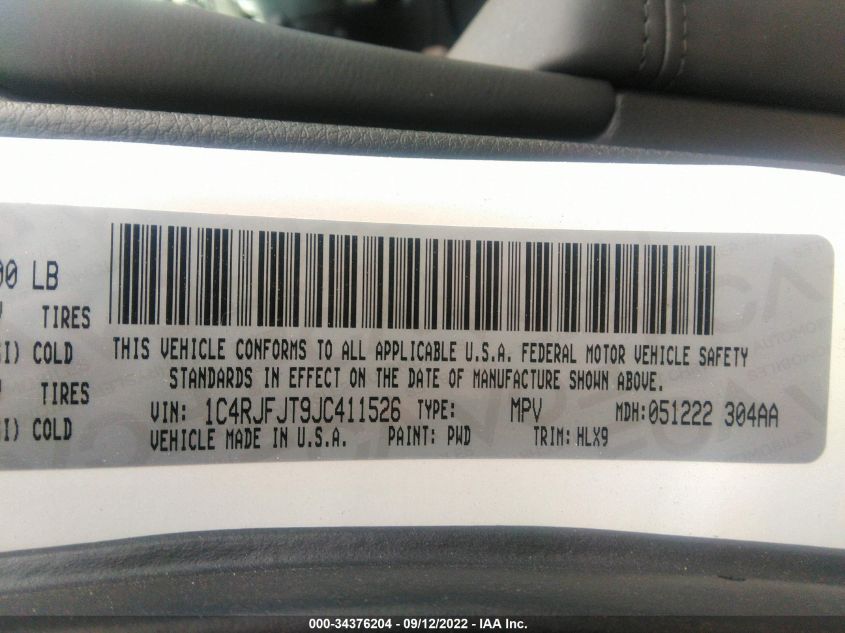 00 LB
TIRES
THIS VEHICLE CONFORMS TO ALL APPLICABLE U.S.A. FEDERAL MOTOR VEHICLE SAFETY
I) COLD
STANDARDS IN EFFECT ON THE DATE OF MANUFACTURE SHOWN ABOVE.
TIRES
VIN: 1C4RJFJT9JC411526 TYPE: MPV MDH:051222 304AA
I) COLD
VEHICLE MADE IN U.S.A. PAINT: PWD TRIM: HLX9
000-34376204 - 09/12/2022 - IAA Inc.